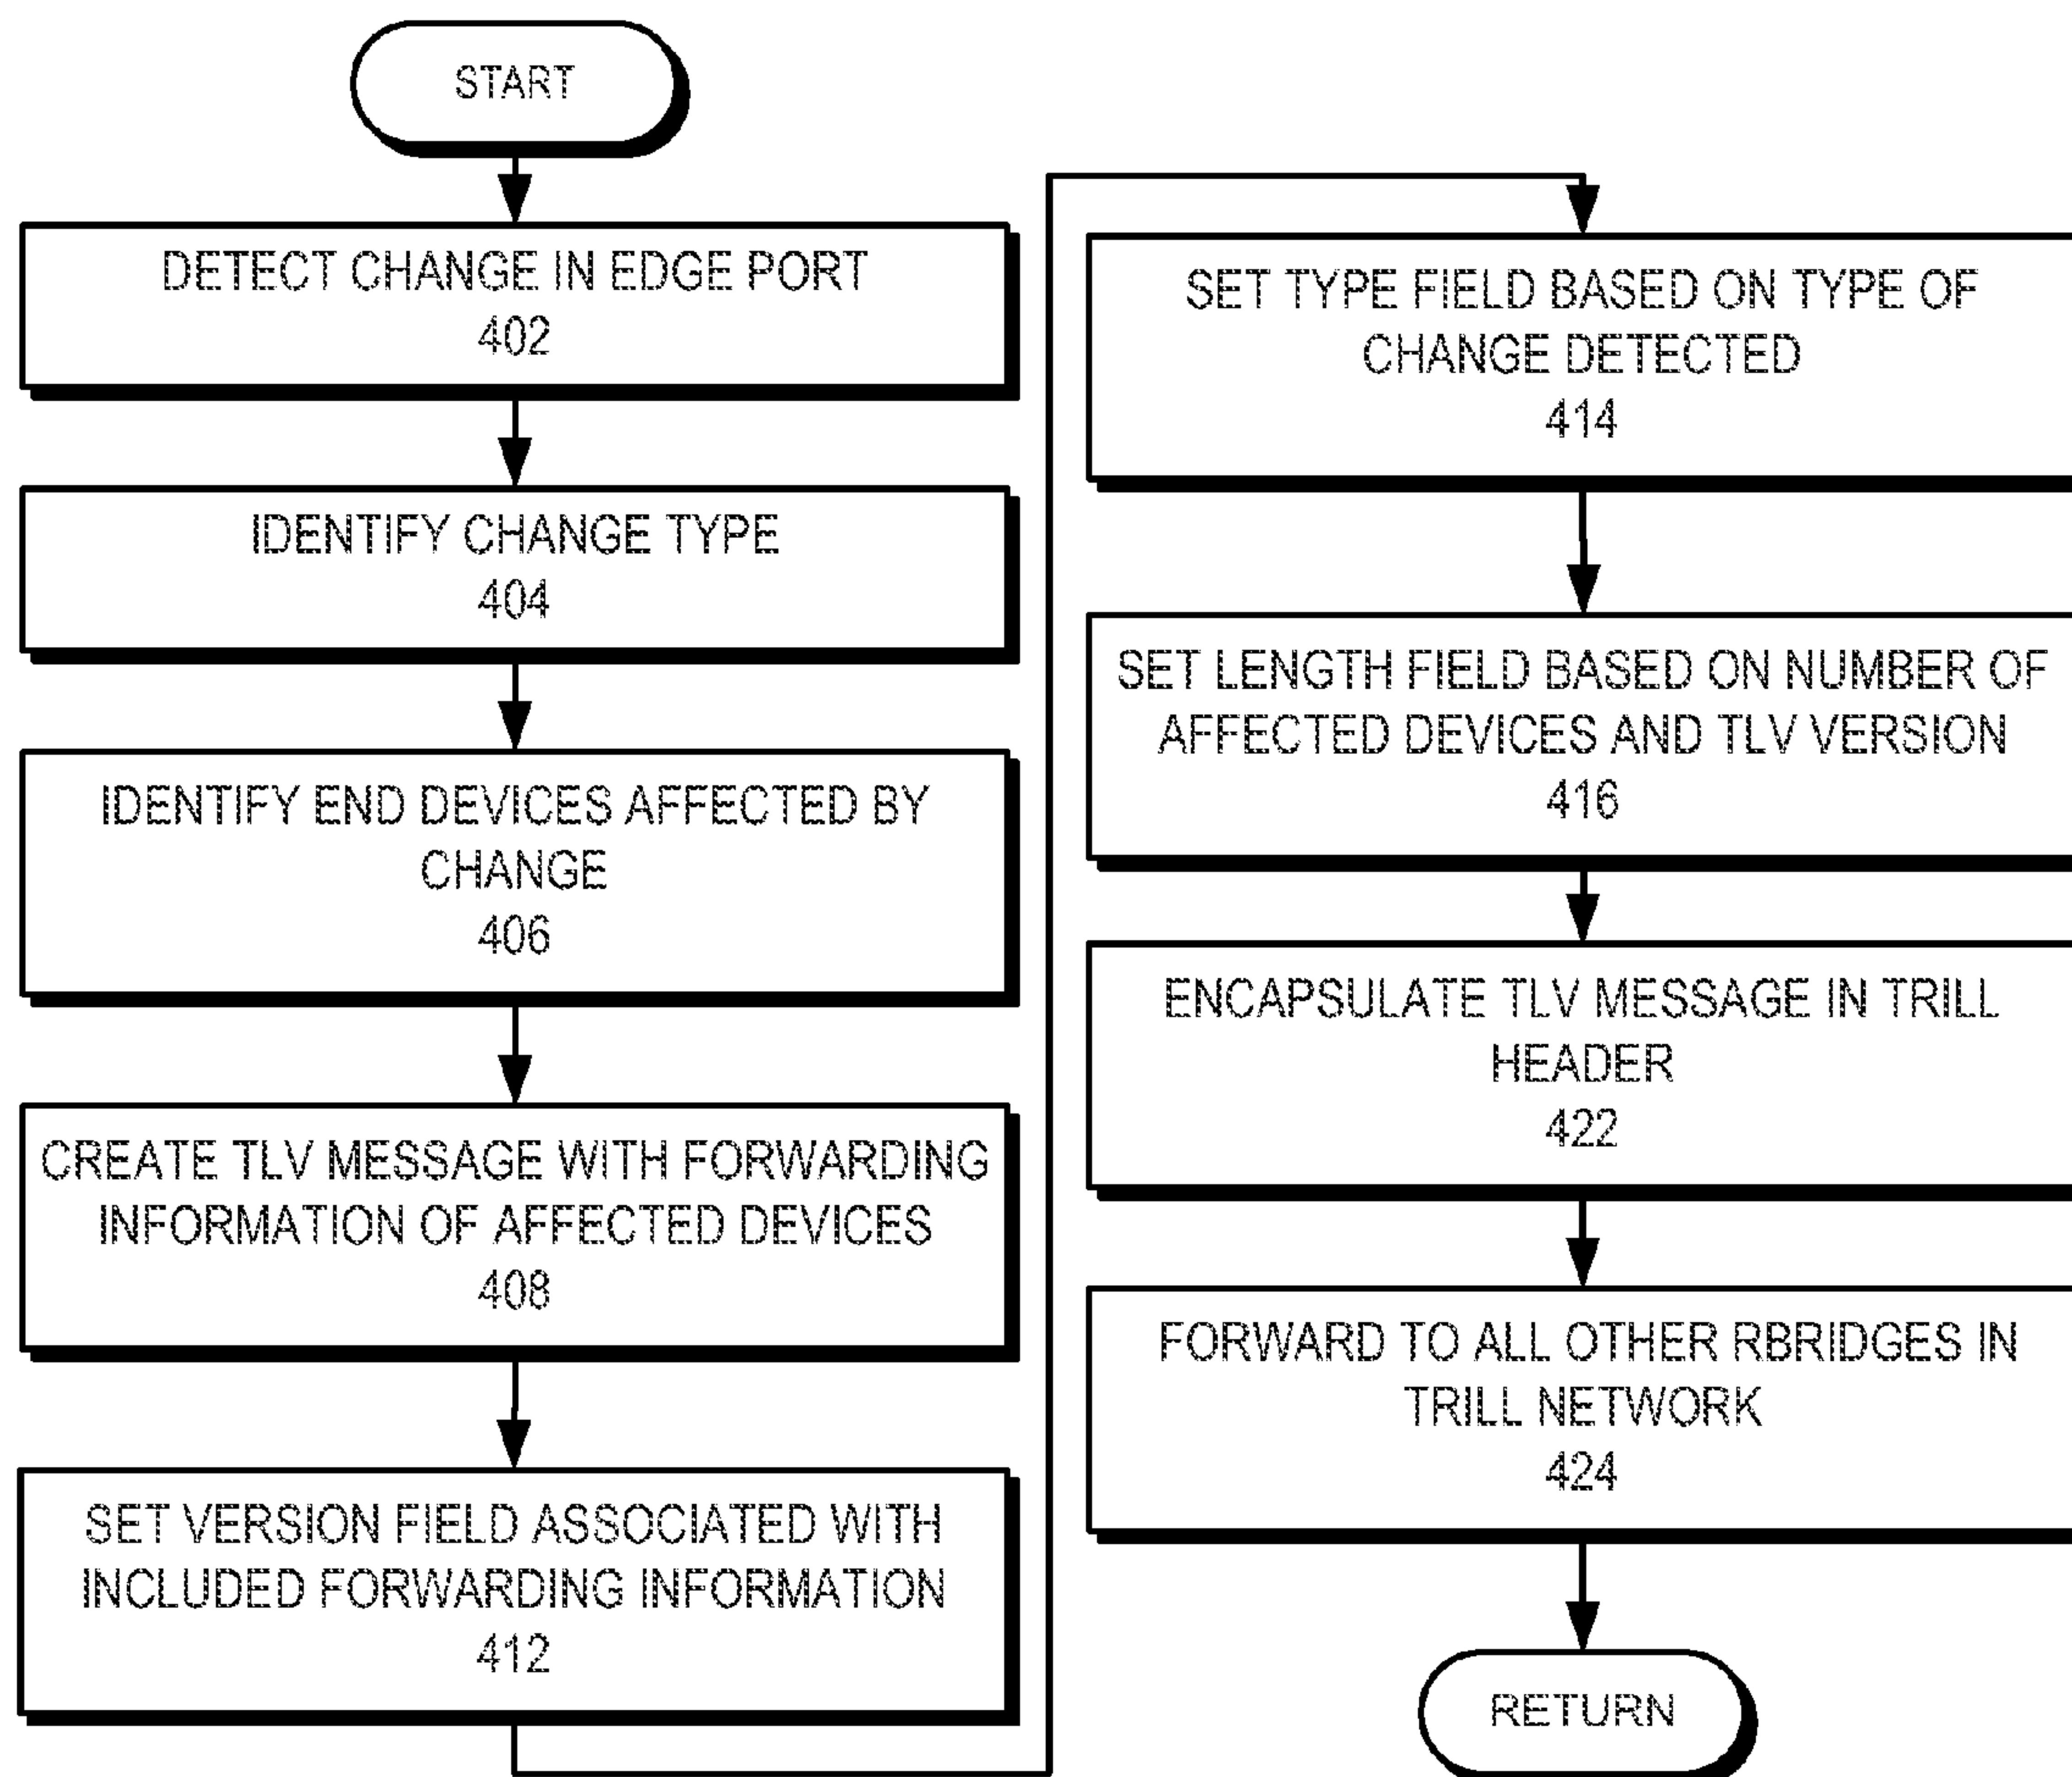 START
DETECT CHANGE IN EDGE PORT
402
IDENTIFY CHANGE TYPE
404
IDENTIFY END DEVICES AFFECTED BY
CHANGE
406
CREATE TLV MESSAGE WITH FORWARDING
INFORMATION OF AFFECTED DEVICES
408
SET VERSION FIELD ASSOCIATED WITH
INCLUDED FORWARDING INFORMATION
412
SET TYPE FIELD BASED ON TYPE OF
CHANGE DETECTED
414
SET LENGTH FIELD BASED ON NUMBER OF
AFFECTED DEVICES AND TLV VERSION
416
ENCAPSULATE TLV MESSAGE IN TRILL
HEADER
422
FORWARD TO ALL OTHER RBRIDGES IN
TRILL NETWORK
424
RETURN